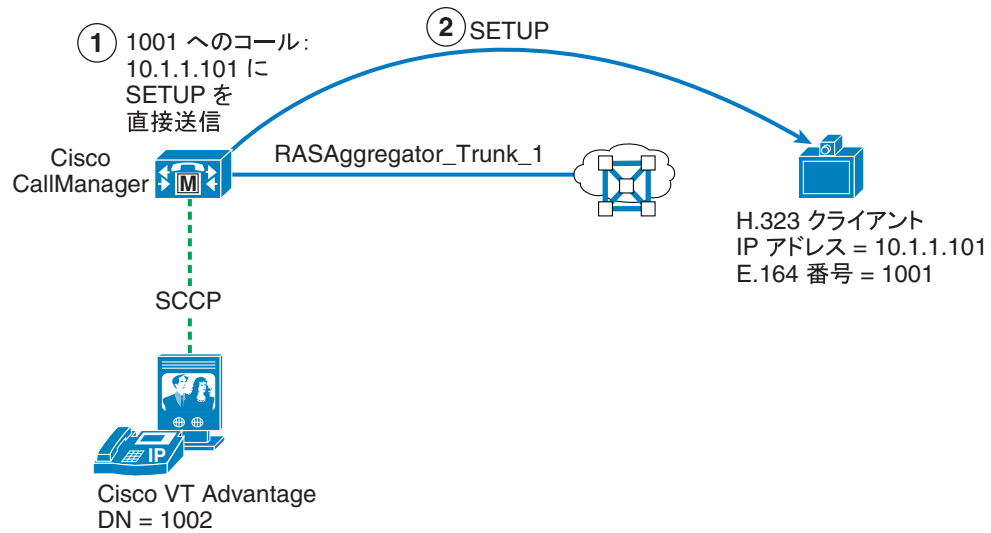 1 1001 へのコール:
10.1.1.101 に
SETUP を
直接送信
2 SETUP
Cisco
CallManager
M
RASAggregator_Trunk_1
H.323 クライアント
IP アドレス = 10.1.1.101
E.164 番号 = 1001
SCCP
IP
Cisco VT Advantage
DN = 1002